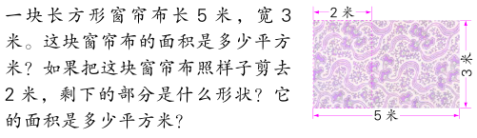 一块长方形窗帘布长 5 米，宽 3
米。这块窗帘布的面积是多少平方
米？如果把这块窗帘布照样子剪去
2 米，剩下的部分是什么形状？它
的面积是多少平方米？
2 米
3 米
5 米